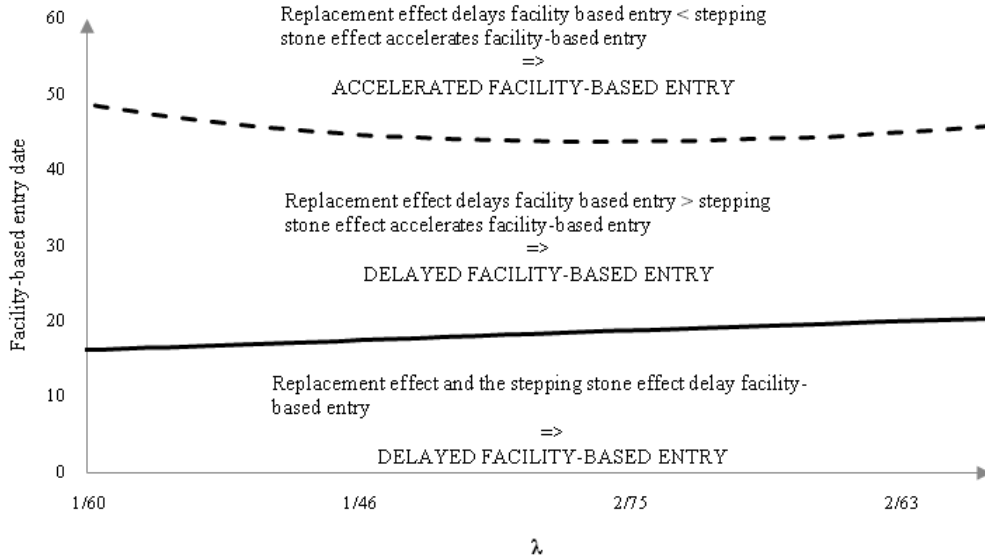 60
Replacement effect delays facility based entry < stepping
stone effect accelerates facility-based entry
=>
ACCELERATED FACILITY-BASED ENTRY
50
40
Replacement effect delays facility based entry > stepping
stone effect accelerates facility-based entry
=>
DELAYED FACILITY-BASED ENTRY
30
20
Replacement effect and the stepping stone effect delay facility-
based entry
=>
DELAYED FACILITY-BASED ENTRY
10
0
Facility-based entry date
1/60 1/46 2/75 2/63
λ